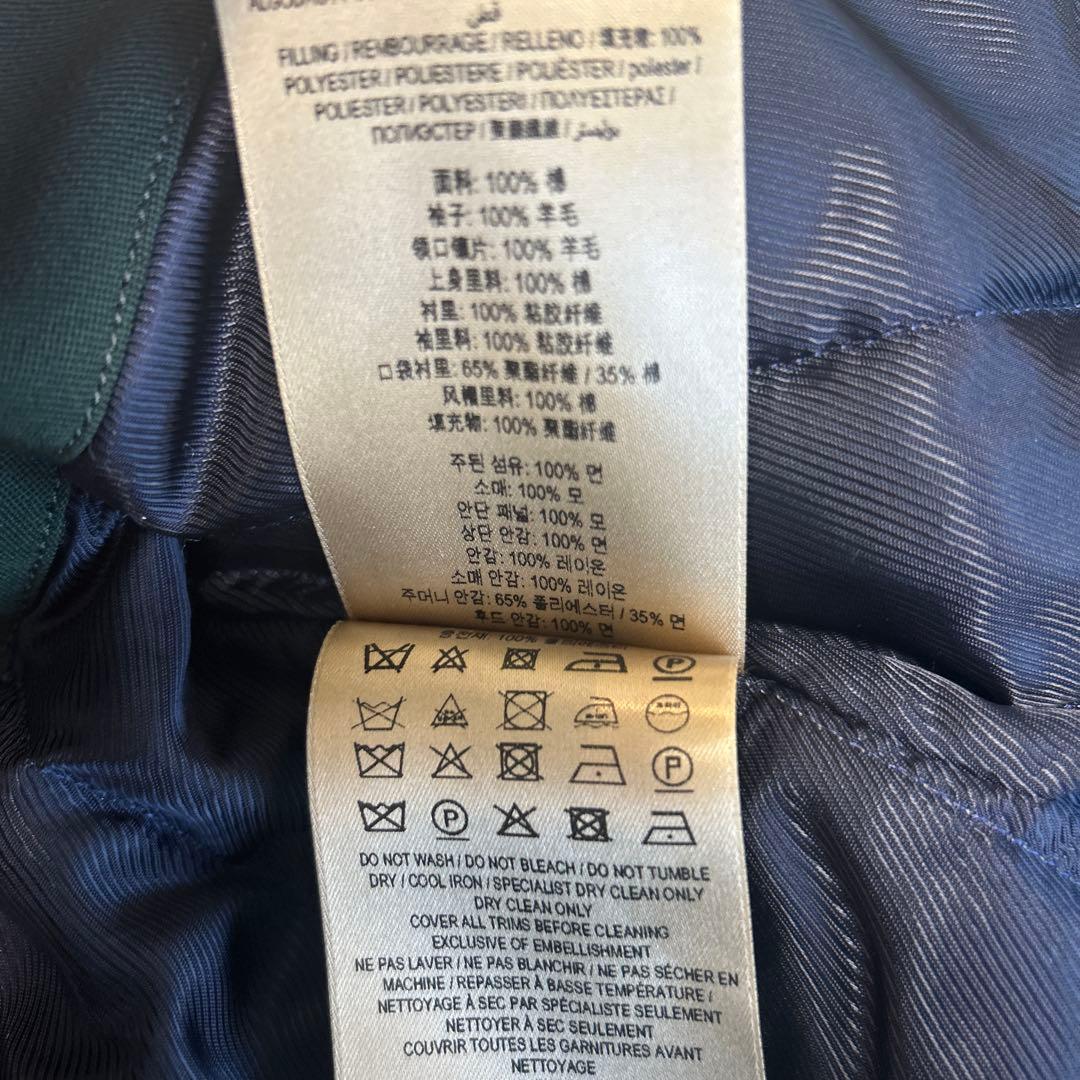 قطن
FILLING / REMBOURRAGE / RELLENO / 填充物: 100%
POLYESTER / POLIESTERE / POLIÉSTER / poliester /
POLIESTER / POLYESTERI / ΠΟΛΥΕΣΤΕΡΑΣ /
ПОЛИЭСТЕР / 聚酯纖維 / بوليستر
面料: 100% 棉
袖子: 100% 羊毛
领口镶片: 100% 羊毛
上身里料: 100% 棉
衬里: 100% 粘胶纤维
袖里料: 100% 粘胶纤维
口袋衬里: 65% 聚酯纤维 / 35% 棉
风帽里料: 100% 棉
填充物: 100% 聚酯纤维
주된 섬유: 100% 면
소매: 100% 모
안단 패널: 100% 모
상단 안감: 100% 면
안감: 100% 레이온
소매 안감: 100% 레이온
주머니 안감: 65% 폴리에스터 / 35% 면
후드 안감: 100% 면
P
P
P
DO NOT WASH / DO NOT BLEACH / DO NOT TUMBLE
DRY / COOL IRON / SPECIALIST DRY CLEAN ONLY
DRY CLEAN ONLY
COVER ALL TRIMS BEFORE CLEANING
EXCLUSIVE OF EMBELLISHMENT
NE PAS LAVER / NE PAS BLANCHIR / NE PAS SÉCHER EN
MACHINE / REPASSER À BASSE TEMPÉRATURE /
NETTOYAGE À SEC PAR SPÉCIALISTE SEULEMENT
NETTOYER À SEC SEULEMENT
COUVRIR TOUTES LES GARNITURES AVANT
NETTOYAGE